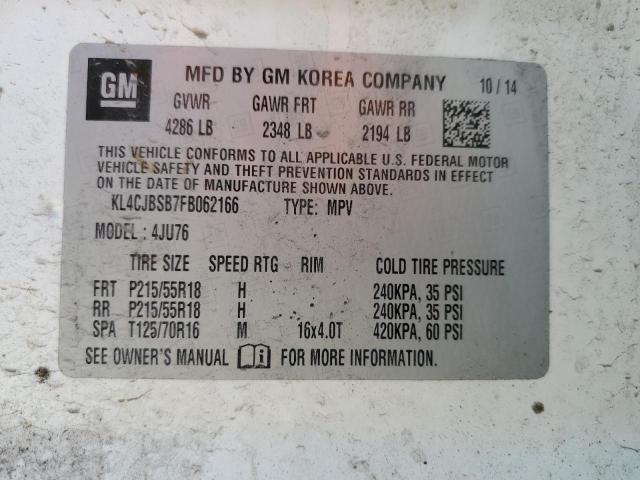 GM MFD BY GM KOREA COMPANY 10/14
GVWR GAWR FRT GAWR RR
4286 LB 2348 LB 2194 LB
THIS VEHICLE CONFORMS TO ALL APPLICABLE U.S. FEDERAL MOTOR
VEHICLE SAFETY AND THEFT PREVENTION STANDARDS IN EFFECT
ON THE DATE OF MANUFACTURE SHOWN ABOVE.
KL4CJBSB7FB062166 TYPE: MPV
MODEL : 4JU76
TIRE SIZE SPEED RTG RIM COLD TIRE PRESSURE
FRT P215/55R18 H 240KPA, 35 PSI
RR P215/55R18 H 240KPA, 35 PSI
SPA T125/70R16 M 16x4.0T 420KPA, 60 PSI
SEE OWNER'S MANUAL FOR MORE INFORMATION.